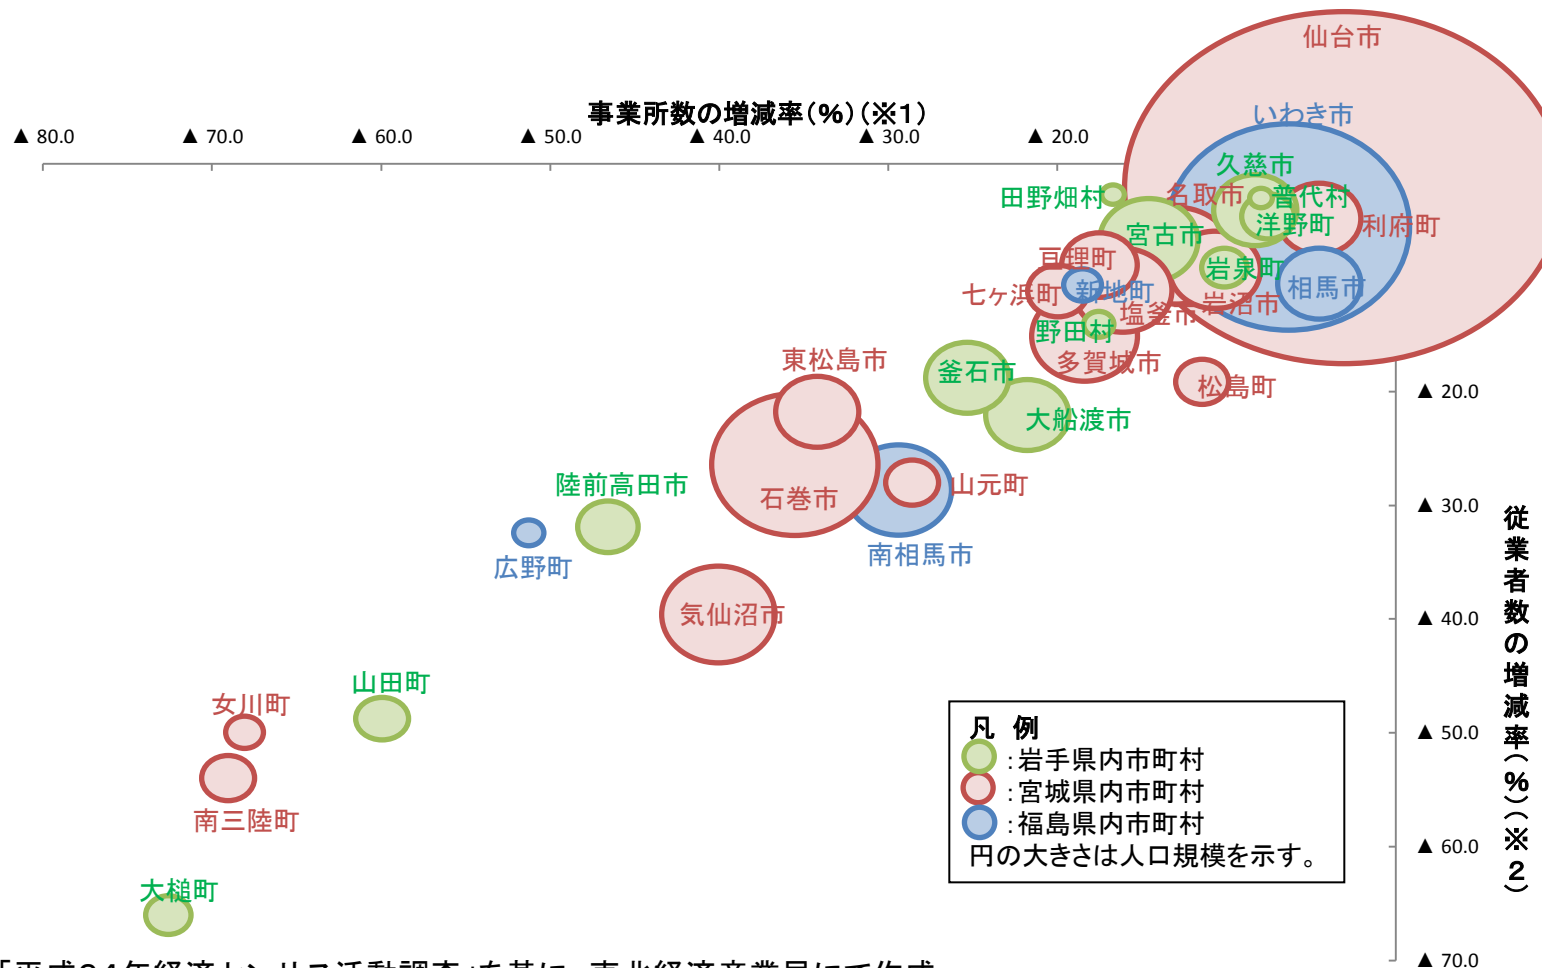 仙台市
いわき市
事業所数の増減率(%)(※1)
▲ 80.0
▲ 70.0
▲ 60.0
▲ 50.0
▲ 40.0
▲ 30.0
▲ 20.0
久慈市
田野畑村
名取市
普代村
洋野町
利府町
宮古市
亘理町
岩泉町
七ヶ浜町
新地町
相馬市
岩沼市
塩釜市
野田村
多賀城市
東松島市
釜石市
松島町
▲ 20.0
大船渡市
陸前高田市
石巻市
山元町
▲ 30.0
南相馬市
広野町
従業者数の増減率(%)(※2)
気仙沼市
▲ 40.0
山田町
女川町
▲ 50.0
南三陸町
凡 例
:岩手県内市町村
:宮城県内市町村
:福島県内市町村
円の大きさは人口規模を示す。
▲ 60.0
大槌町
▲ 70.0